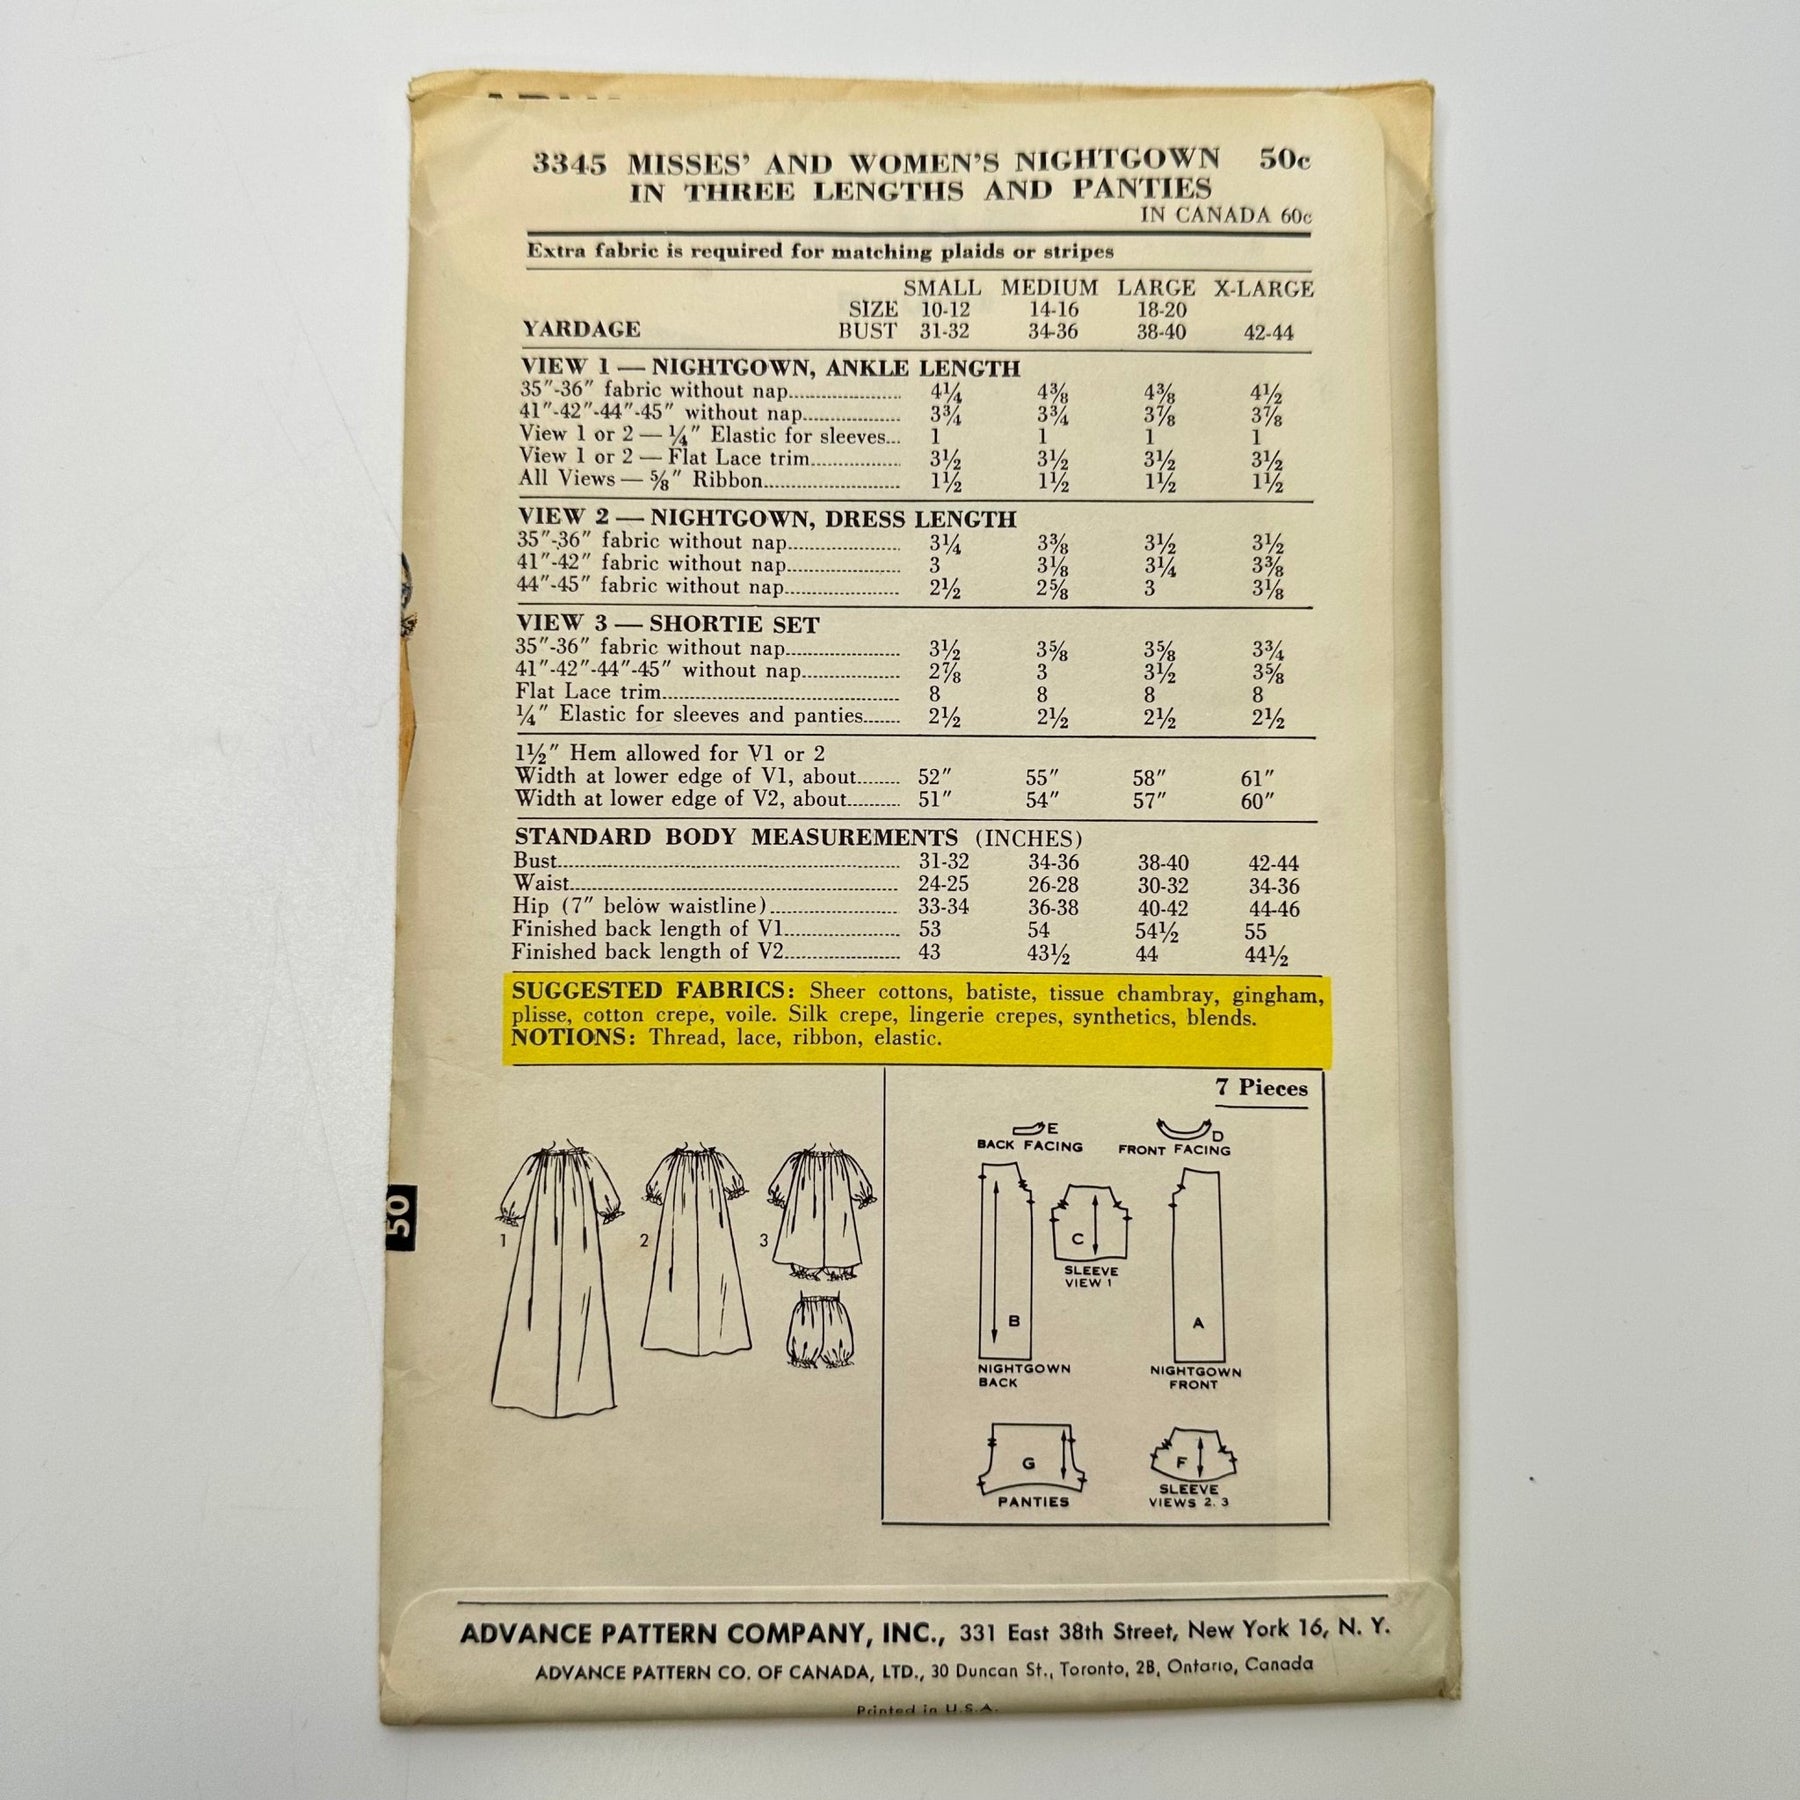 3345 MISSES' AND WOMEN'S NIGHTGOWN 50c
IN THREE LENGTHS AND PANTIES
IN CANADA 60c
Extra fabric is required for matching plaids or stripes
SMALL MEDIUM LARGE X-LARGE
SIZE 10-12 14-16 18-20
YARDAGE BUST 31-32 34-36 38-40 42-44
VIEW 1 — NIGHTGOWN, ANKLE LENGTH
35"-36" fabric without nap 4¼ 4⅜ 4⅜ 4½
41"-42"-44"-45" without nap 3¾ 3¾ 3⅞ 3⅞
View 1 or 2 — ¼" Elastic for sleeves... 1 1 1 1
View 1 or 2 — Flat Lace trim 3½ 3½ 3½ 3½
All Views — ⅝" Ribbon 1½ 1½ 1½ 1½
VIEW 2 — NIGHTGOWN, DRESS LENGTH
35"-36" fabric without nap 3¼ 3⅜ 3½ 3½
41"-42" fabric without nap 3 3⅛ 3¼ 3⅜
44"-45" fabric without nap 2½ 2⅝ 3 3⅛
VIEW 3 — SHORTIE SET
35"-36" fabric without nap 3½ 3⅝ 3⅝ 3¾
41"-42"-44"-45" without nap 2⅞ 3 3½ 3⅝
Flat Lace trim 8 8 8 8
¼" Elastic for sleeves and panties 2½ 2½ 2½ 2½
1½" Hem allowed for V1 or 2
Width at lower edge of V1, about 52" 55" 58" 61"
Width at lower edge of V2, about 51" 54" 57" 60"
STANDARD BODY MEASUREMENTS (INCHES)
Bust 31-32 34-36 38-40 42-44
Waist 24-25 26-28 30-32 34-36
Hip (7" below waistline) 33-34 36-38 40-42 44-46
Finished back length of V1 53 54 54½ 55
Finished back length of V2 43 43½ 44 44½
SUGGESTED FABRICS: Sheer cottons, batiste, tissue chambray, gingham,
plisse, cotton crepe, voile. Silk crepe, lingerie crepes, synthetics, blends.
NOTIONS: Thread, lace, ribbon, elastic.
7 Pieces
E
BACK FACING
D
FRONT FACING
50
1
2
3
C
SLEEVE
VIEW 1
B
NIGHTGOWN
BACK
A
NIGHTGOWN
FRONT
G
PANTIES
F
SLEEVE
VIEWS 2, 3
ADVANCE PATTERN COMPANY, INC., 331 East 38th Street, New York 16, N. Y.
ADVANCE PATTERN CO. OF CANADA, LTD., 30 Duncan St., Toronto, 2B, Ontario, Canada
Printed in U.S.A.